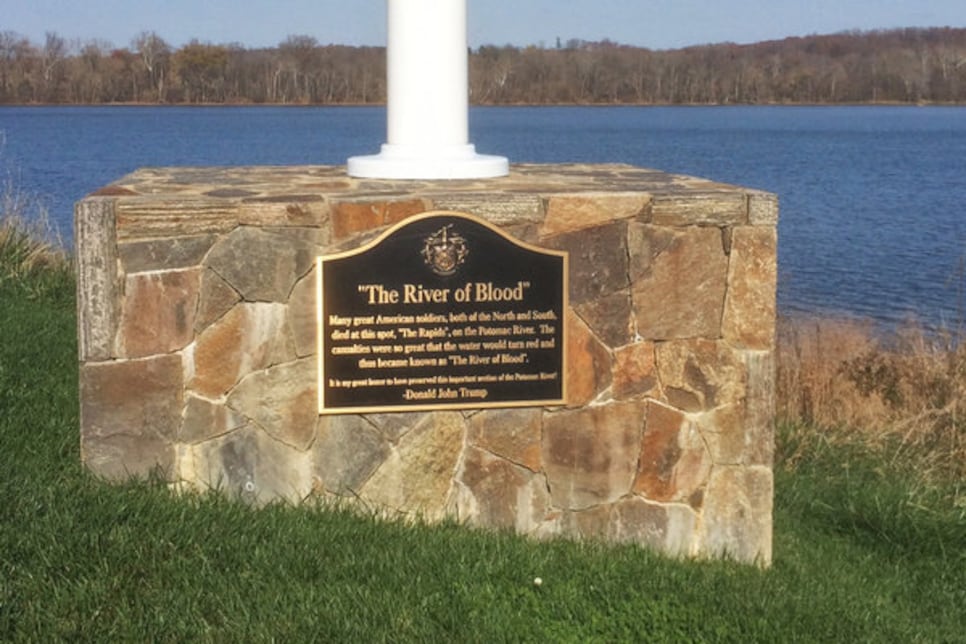 "The River of Blood"
Many great American soldiers, both of the North and South,
died at this spot, "The Rapids", on the Potomac River. The
casualties were so great that the water would turn red and
thus became known as "The River of Blood".
It is my great honor to have preserved this important section of the Potomac River!
-Donald John Trump